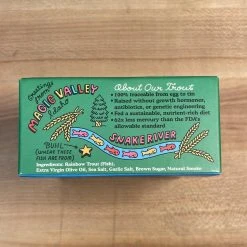 Greetings
from
MAGIC VALLEY
Idaho
About Our Trout
• 100% traceable from egg to tin
• Raised without growth hormones,
antibiotics, or genetic engineering
• Fed a sustainable, nutrient-rich diet
• 62x less mercury than the FDA's
allowable standard.
SNAKE RIVER
BUHL
(WHERE THESE
FISH ARE FROM)
Ingredients: Rainbow Trout (Fish),
Extra Virgin Olive Oil, Sea Salt, Garlic Salt, Brown Sugar, Natural Smoke